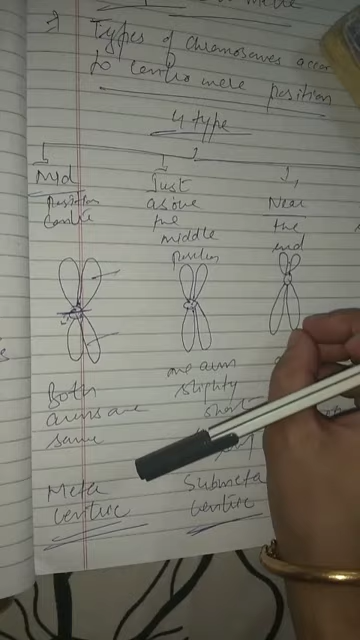 Types of chromosomes accor
to centromere position
4 type
Mid
position
centre
Just
above
the
middle
position
Near
the
end
Both
arms are
same
one arm
slightly
short
Meta
centric
Submeta
centric